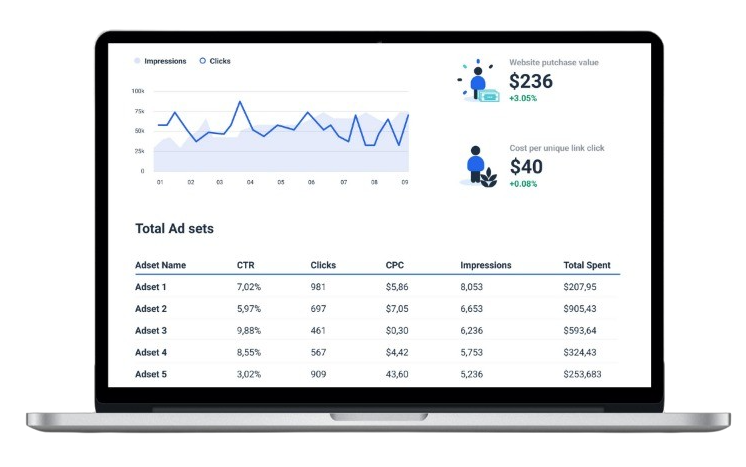 Impressions Clicks
100k
75k
50k
25k
0
01 02 03 04 05 06 07 08 09
Website putchase value
$236
+3.05%
Cost per unique link click
$40
+0.08%
Total Ad sets
Adset Name CTR Clicks CPC Impressions Total Spent
Adset 1 7,02% 981 $5,86 8,053 $207,95
Adset 2 5,97% 697 $7,05 6,653 $905,43
Adset 3 9,88% 461 $0,30 6,236 $593,64
Adset 4 8,55% 567 $4,42 5,753 $324,43
Adset 5 3,02% 909 43,60 5,236 $253,683